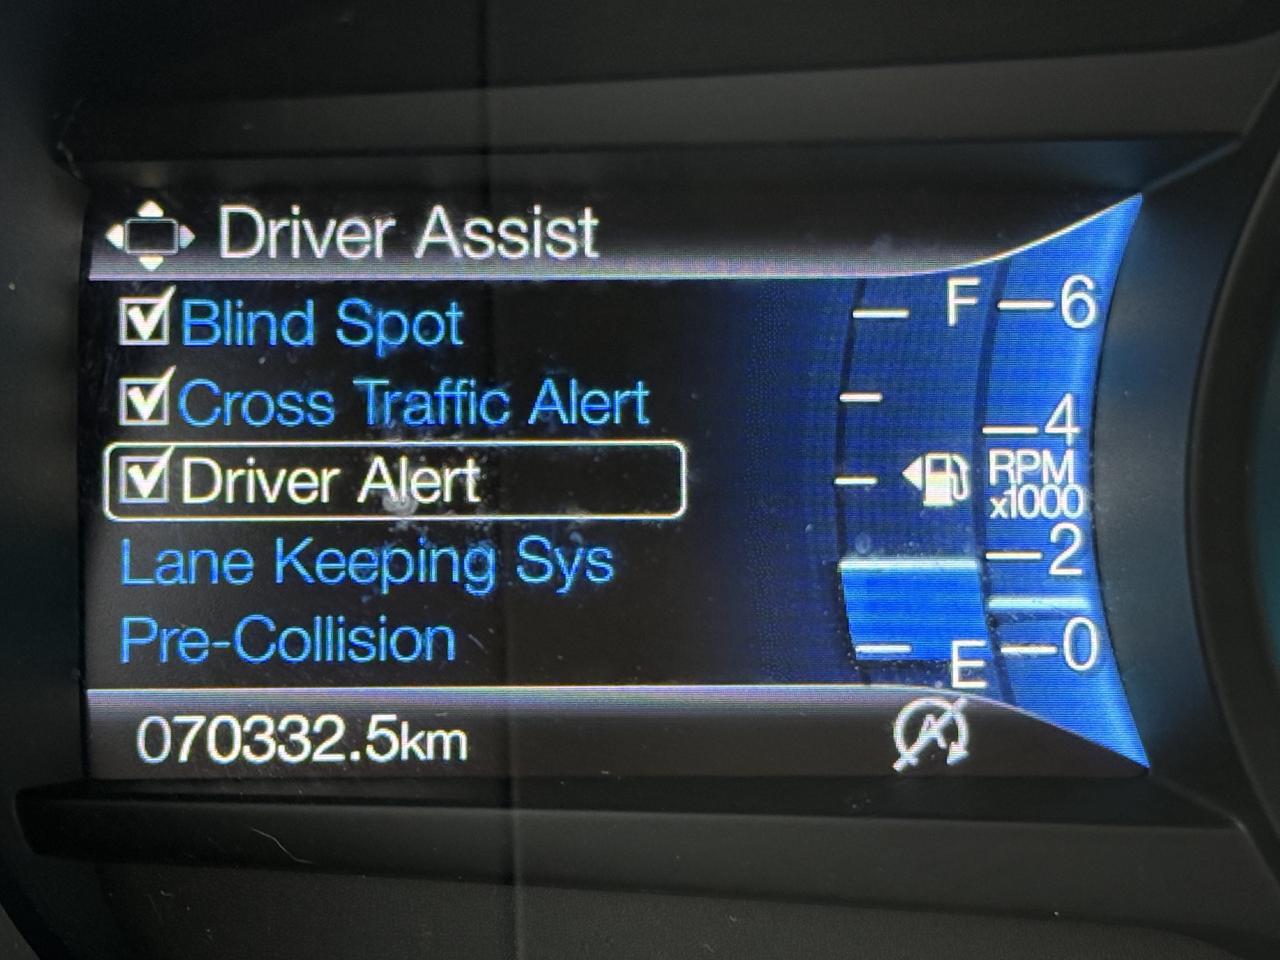 Driver Assist
Blind Spot
Cross Traffic Alert
Driver Alert
Lane Keeping Sys
Pre-Collision
070332.5km
F
E
6
4
RPM
x1000
2
0
A